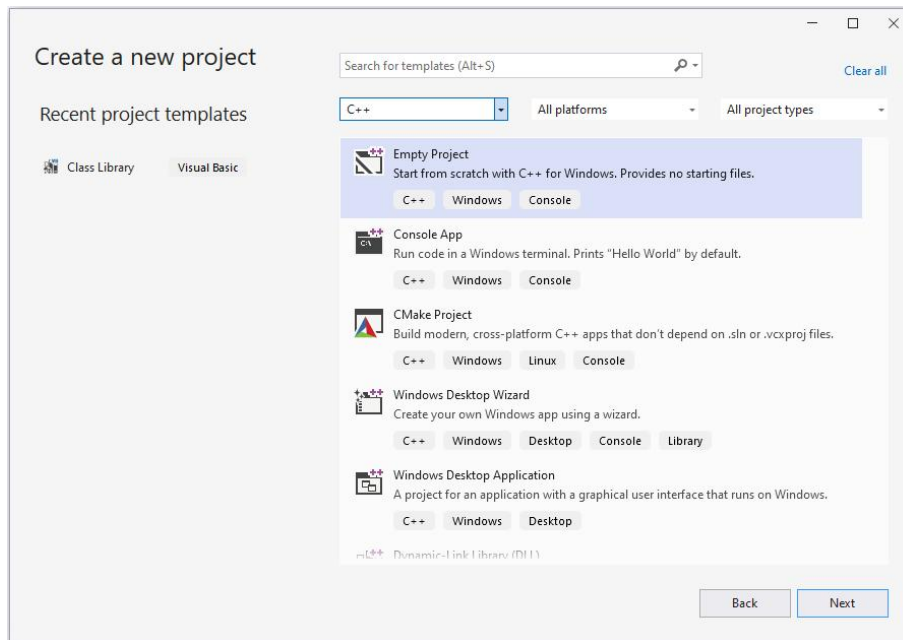 Create a new project
Recent project templates
Class Library Visual Basic
Search for templates (Alt+S)
Clear all
C++ All platforms All project types
Empty Project
Start from scratch with C++ for Windows. Provides no starting files.
C++ Windows Console
C:\
Console App
Run code in a Windows terminal. Prints "Hello World" by default.
C++ Windows Console
CMake Project
Build modern, cross-platform C++ apps that don't depend on .sln or .vcxproj files.
C++ Windows Linux Console
Windows Desktop Wizard
Create your own Windows app using a wizard.
C++ Windows Desktop Console Library
Windows Desktop Application
A project for an application with a graphical user interface that runs on Windows.
C++ Windows Desktop
Dynamic-Link Library (DLL)
Back Next